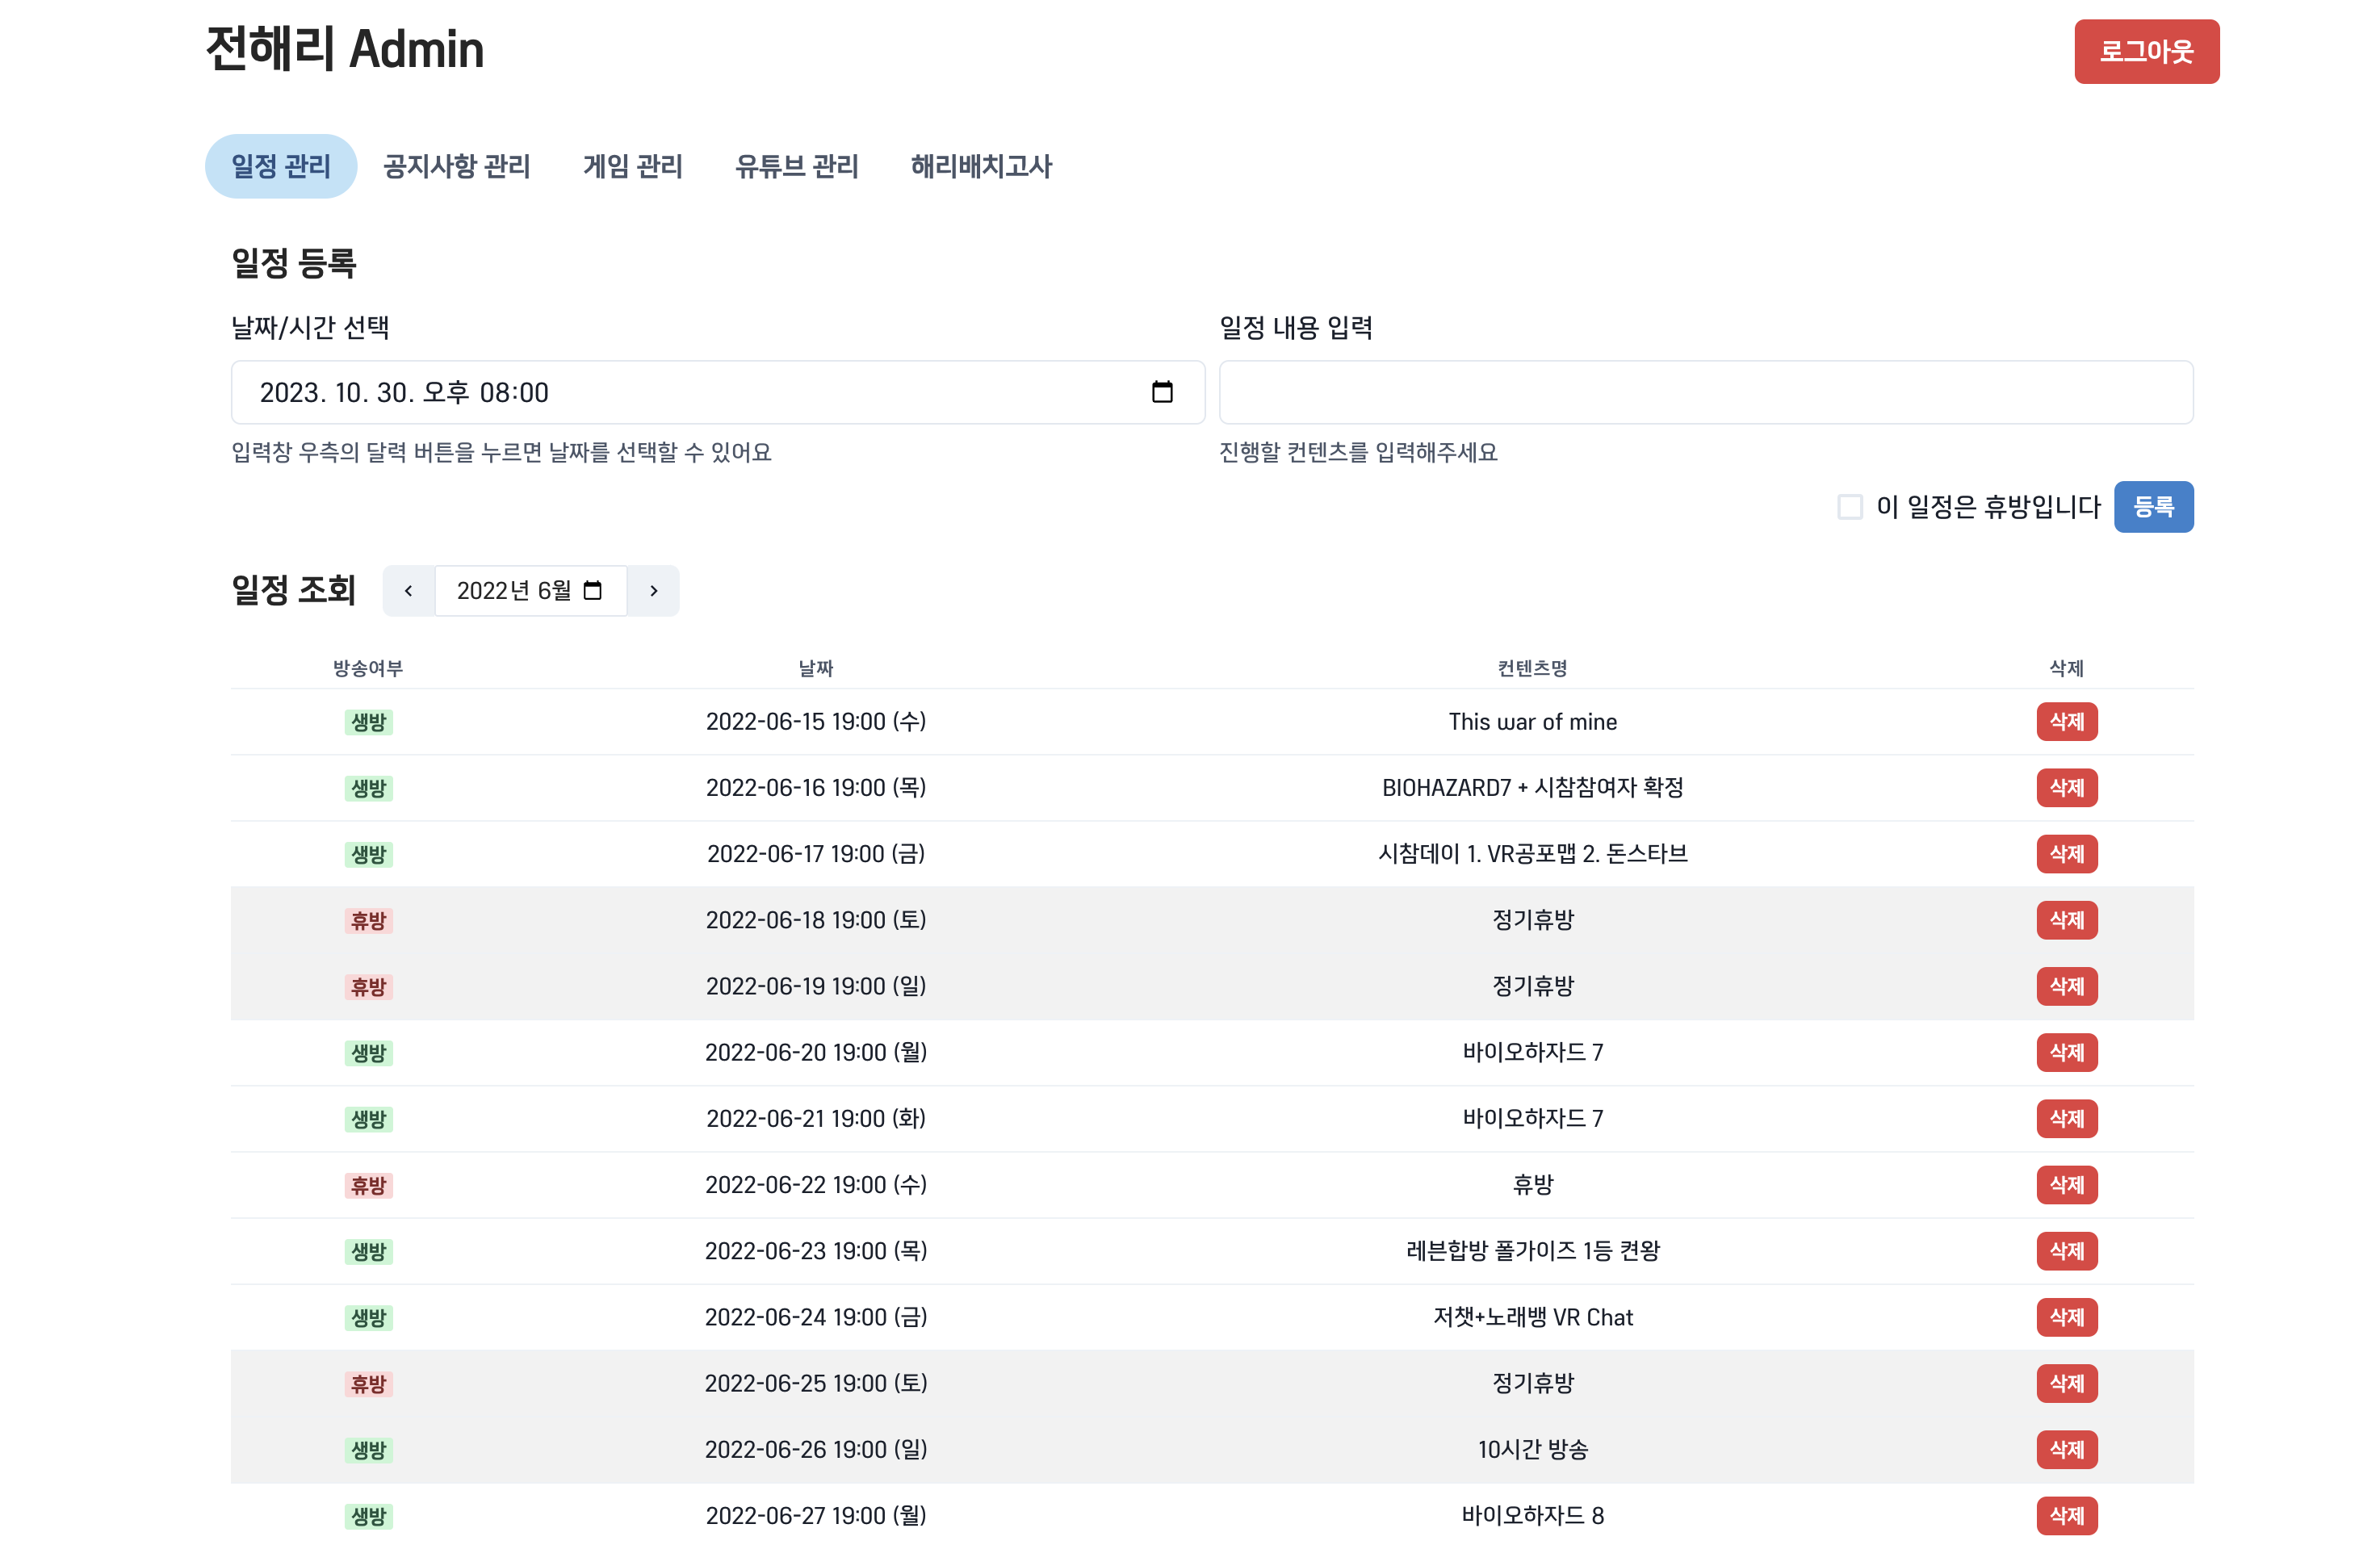 전해리 Admin 로그아웃
일정 관리 공지사항 관리 게임 관리 유튜브 관리 해리배치고사
일정 등록
날짜/시간 선택 일정 내용 입력
2023. 10. 30. 오후 08:00
입력창 우측의 달력 버튼을 누르면 날짜를 선택할 수 있어요 진행할 컨텐츠를 입력해주세요
이 일정은 휴방입니다 등록
일정 조회 2022년 6월
방송여부 날짜 컨텐츠명 삭제
생방 2022-06-15 19:00 (수) This war of mine 삭제
생방 2022-06-16 19:00 (목) BIOHAZARD7 + 시참참여자 확정 삭제
생방 2022-06-17 19:00 (금) 시참데이 1. VR공포맵 2. 돈스타브 삭제
휴방 2022-06-18 19:00 (토) 정기휴방 삭제
휴방 2022-06-19 19:00 (일) 정기휴방 삭제
생방 2022-06-20 19:00 (월) 바이오하자드 7 삭제
생방 2022-06-21 19:00 (화) 바이오하자드 7 삭제
휴방 2022-06-22 19:00 (수) 휴방 삭제
생방 2022-06-23 19:00 (목) 레븐합방 폴가이즈 1등 켠왕 삭제
생방 2022-06-24 19:00 (금) 저챗+노래뱅 VR Chat 삭제
휴방 2022-06-25 19:00 (토) 정기휴방 삭제
생방 2022-06-26 19:00 (일) 10시간 방송 삭제
생방 2022-06-27 19:00 (월) 바이오하자드 8 삭제